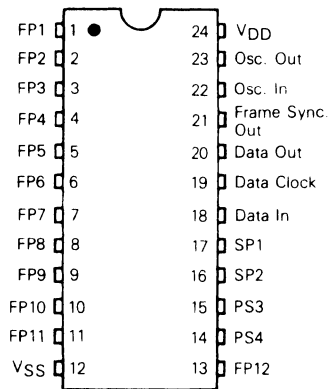 FP1 1 24 VDD
FP2 2 23 Osc. Out
FP3 3 22 Osc. In
FP4 4 21 Frame Sync. Out
FP5 5 20 Data Out
FP6 6 19 Data Clock
FP7 7 18 Data In
FP8 8 17 SP1
FP9 9 16 SP2
FP10 10 15 PS3
FP11 11 14 PS4
VSS 12 13 FP12